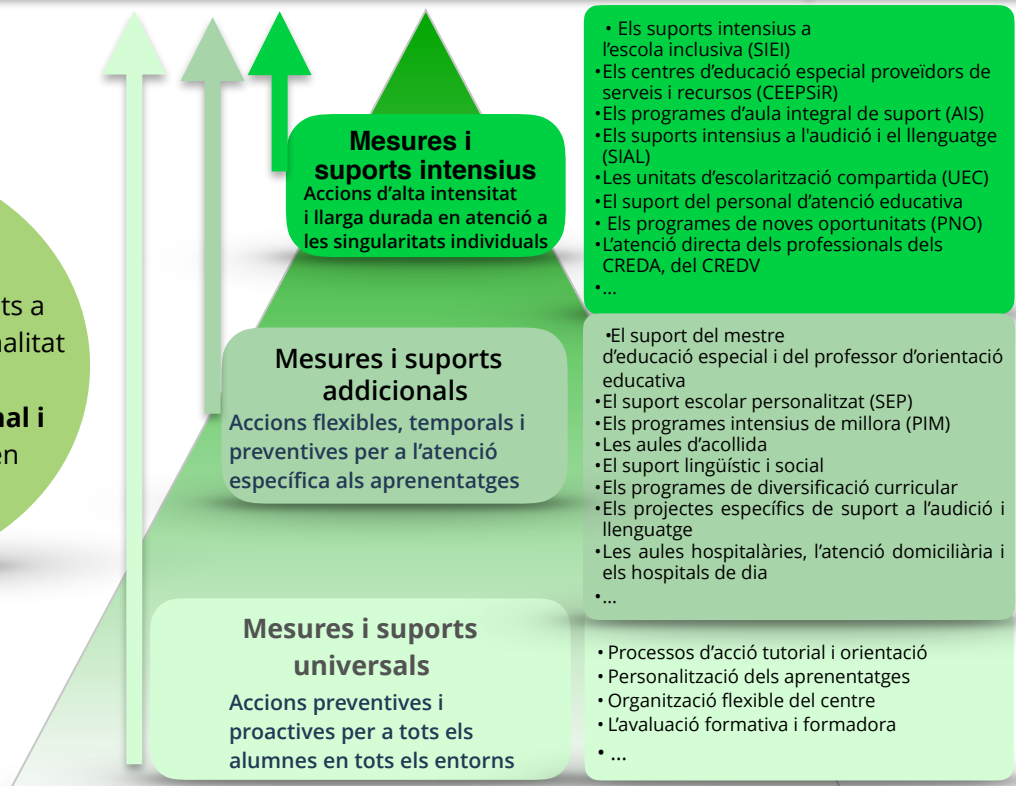 ts a
nalitat
nal i
en
Mesures i
suports intensius
Accions d’alta intensitat
i llarga durada en atenció a
les singularitats individuals
• Els suports intensius a
l’escola inclusiva (SIEI)
•Els centres d’educació especial proveïdors de
serveis i recursos (CEEPSiR)
•Els programes d’aula integral de suport (AIS)
•Els suports intensius a l'audició i el llenguatge
(SIAL)
•Les unitats d’escolarització compartida (UEC)
•El suport del personal d’atenció educativa
• Els programes de noves oportunitats (PNO)
•L’atenció directa dels professionals dels
CREDA, del CREDV
•...
Mesures i suports
addicionals
Accions flexibles, temporals i
preventives per a l’atenció
específica als aprenentatges
•El suport del mestre
d’educació especial i del professor d’orientació
educativa
•El suport escolar personalitzat (SEP)
•Els programes intensius de millora (PIM)
•Les aules d’acollida
•El suport lingüístic i social
•Els programes de diversificació curricular
•Els projectes específics de suport a l’audició i
llenguatge
•Les aules hospitalàries, l’atenció domiciliària i
els hospitals de dia
•...
Mesures i suports
universals
Accions preventives i
proactives per a tots els
alumnes en tots els entorns
• Processos d’acció tutorial i orientació
• Personalització dels aprenentatges
• Organització flexible del centre
• L’avaluació formativa i formadora
• ...